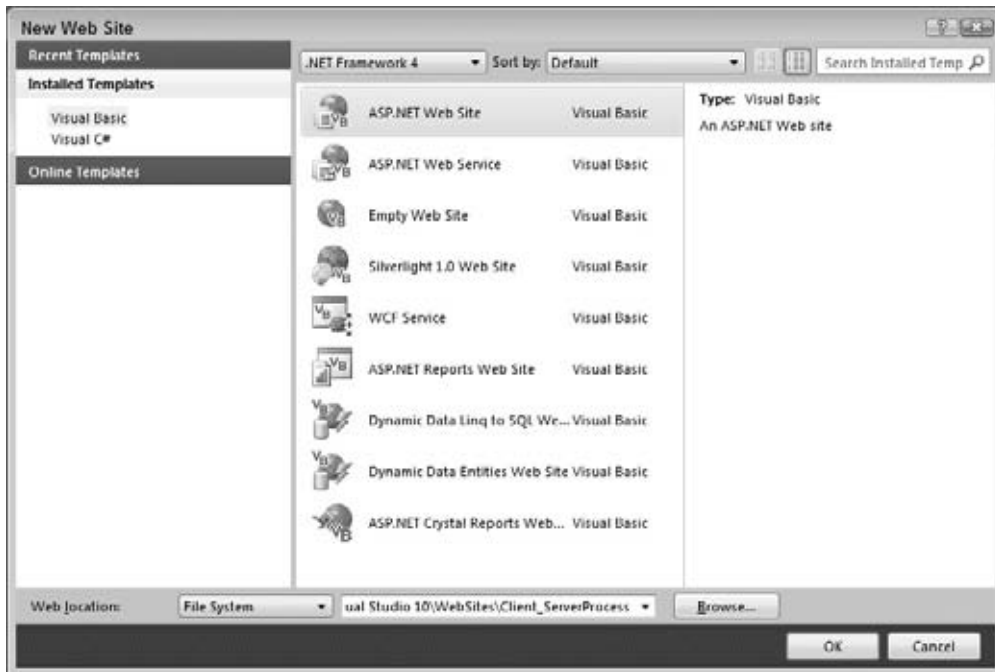 New Web Site
Recent Templates
.NET Framework 4
Sort by: Default
Search Installed Temp
Installed Templates
Visual Basic
Visual C#
Online Templates
ASP.NET Web Site Visual Basic
ASP.NET Web Service Visual Basic
Empty Web Site Visual Basic
Silverlight 1.0 Web Site Visual Basic
WCF Service Visual Basic
ASP.NET Reports Web Site Visual Basic
Dynamic Data Linq to SQL We... Visual Basic
Dynamic Data Entities Web Site Visual Basic
ASP.NET Crystal Reports Web... Visual Basic
Type: Visual Basic
An ASP.NET Web site
Web location: File System ual Studio 10\WebSites\Client_ServerProcess Browse...
OK Cancel